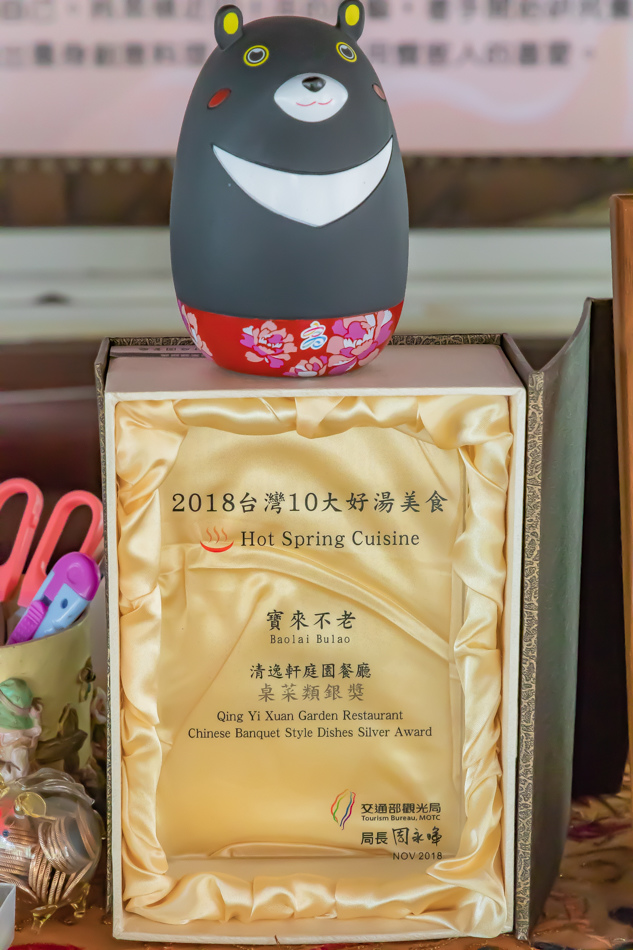 高
2018台灣10大好湯美食
Hot Spring Cuisine
寶來不老
Baolai Bulao
清逸軒庭園餐廳
桌菜類銀獎
Qing Yi Xuan Garden Restaurant
Chinese Banquet Style Dishes Silver Award
交通部觀光局
Tourism Bureau, MOTC
局長 周永暉
NOV 2018